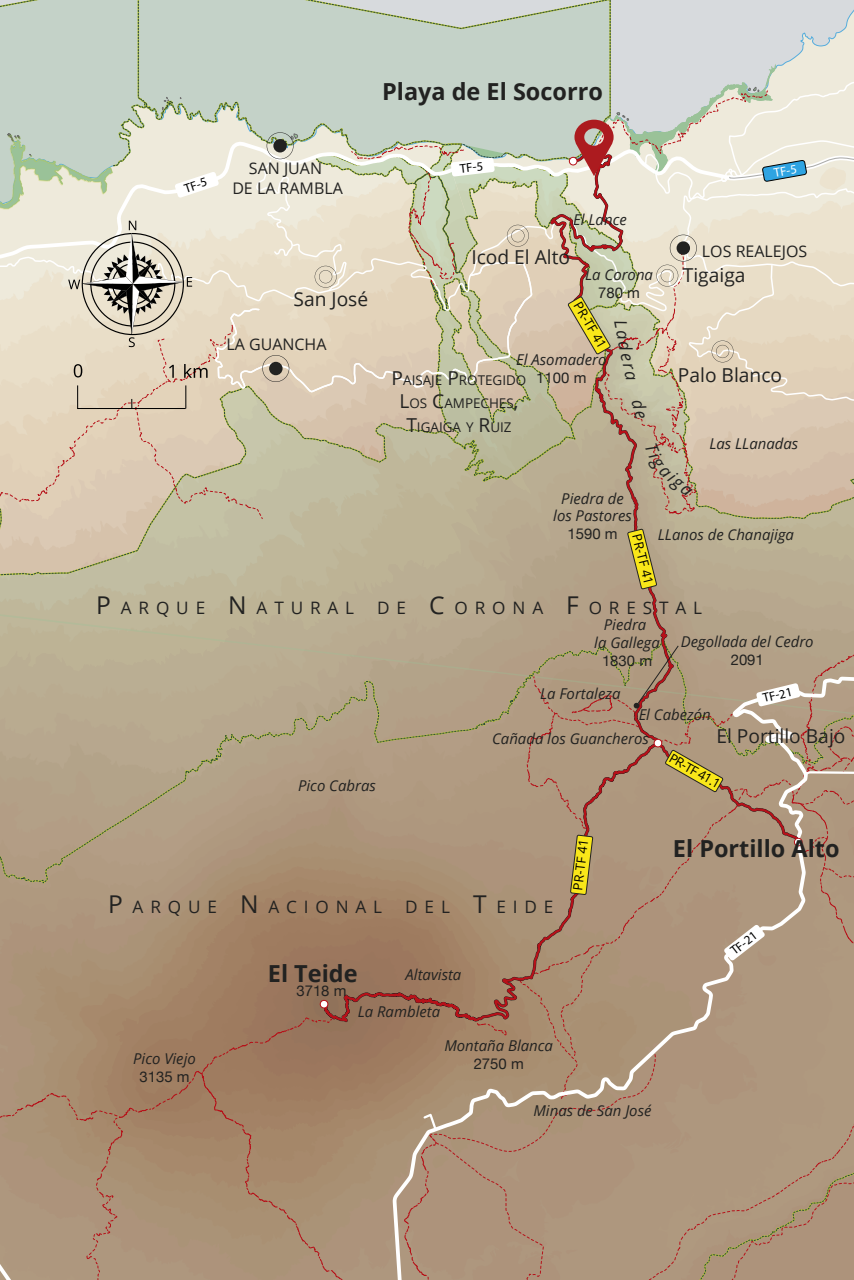 Playa de El Socorro
SAN JUAN
DE LA RAMBLA
TF-5
TF-5
TF-5
El Lance
N
W
E
S
Icod El Alto
LOS REALEJOS
La Corona
780 m
Tigaiga
San José
PR-TF 41
LA GUANCHA
0
1 km
El Asomadero
1100 m
Ladera de Tigaiga
Palo Blanco
Paisaje Protegido
Los Campeches,
Tigaiga y Ruiz
Las LLanadas
Piedra de
los Pastores
1590 m
LLanos de Chanajiga
PR-TF 41
Parque Natural de Corona Forestal
Piedra
la Gallega
1830 m
Degollada del Cedro
2091
La Fortaleza
TF-21
El Cabezón
Cañada los Guancheros
El Portillo Bajo
PR-TF 41.1
Pico Cabras
El Portillo Alto
PR-TF 41
Parque Nacional del Teide
TF-21
El Teide
3718 m
Altavista
La Rambleta
Montaña Blanca
2750 m
Pico Viejo
3135 m
Minas de San José